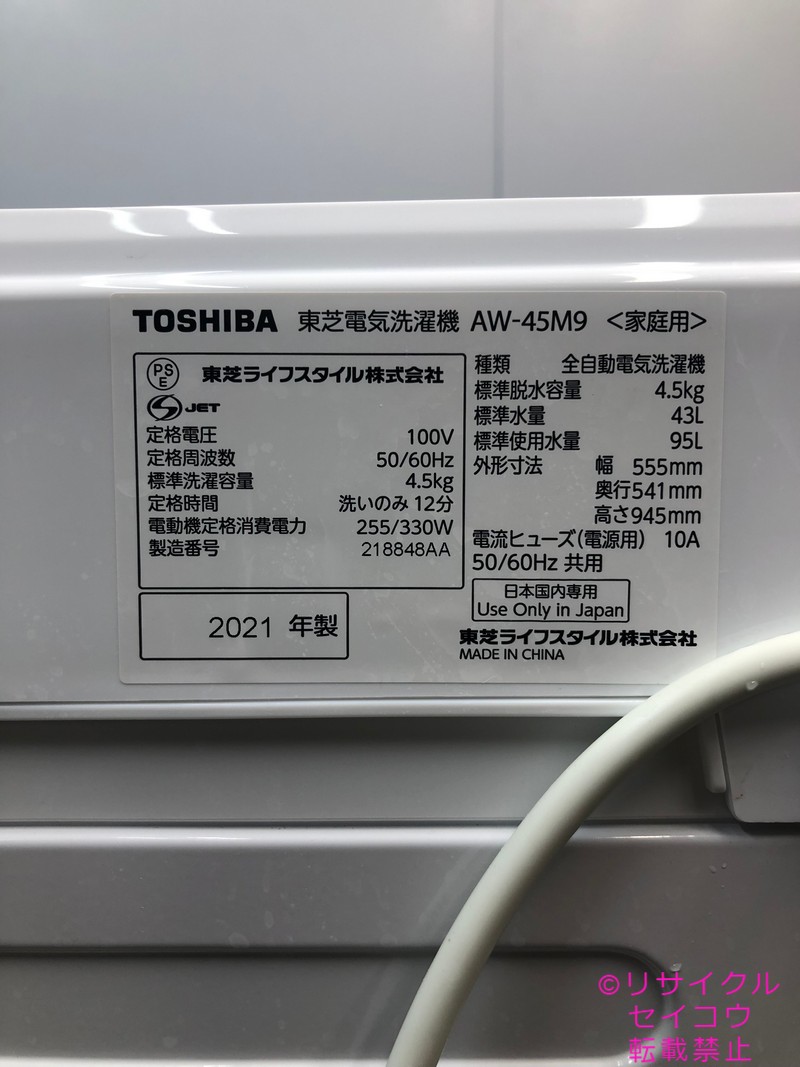 TOSHIBA 東芝電気洗濯機 AW-45M9 <家庭用>
PS
E
東芝ライフスタイル株式会社
S JET
定格電圧 100V
定格周波数 50/60Hz
標準洗濯容量 4.5kg
定格時間 洗いのみ 12分
電動機定格消費電力 255/330W
製造番号 218848AA
2021 年製
種類 全自動電気洗濯機
標準脱水容量 4.5kg
標準水量 43L
標準使用水量 95L
外形寸法 幅 555mm
奥行541mm
高さ945mm
電流ヒューズ(電源用) 10A
50/60Hz 共用
日本国内専用
Use Only in Japan
東芝ライフスタイル株式会社
MADE IN CHINA
©リサイクル
セイコウ
転載禁止